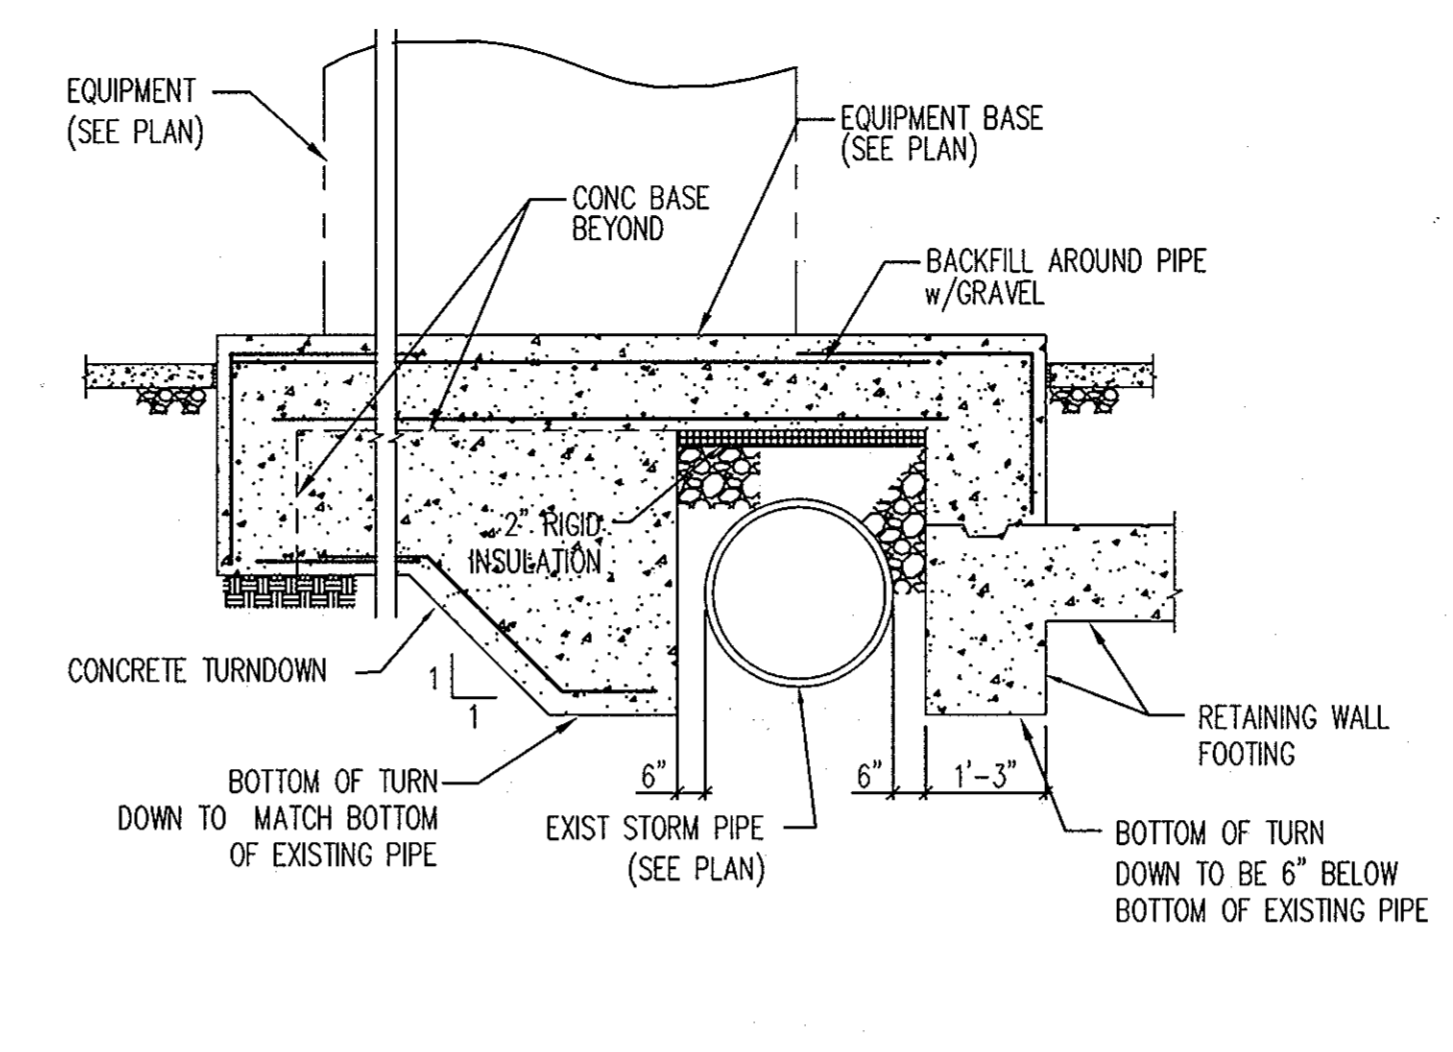 EQUIPMENT
(SEE PLAN)
EQUIPMENT BASE
(SEE PLAN)
CONC BASE
BEYOND
BACKFILL AROUND PIPE
w/GRAVEL
2" RIGID
INSULATION
CONCRETE TURNDOWN
1
1
RETAINING WALL
FOOTING
BOTTOM OF TURN
DOWN TO MATCH BOTTOM
OF EXISTING PIPE
6"
6"
1'-3"
EXIST STORM PIPE
(SEE PLAN)
BOTTOM OF TURN
DOWN TO BE 6" BELOW
BOTTOM OF EXISTING PIPE